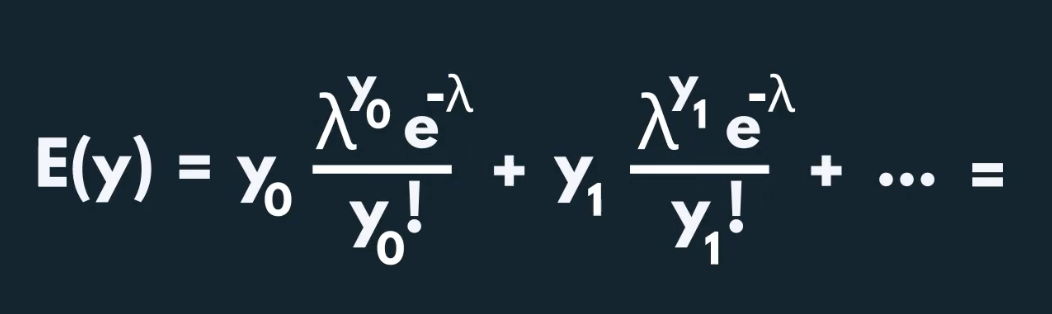 E(y) = y₀ (λ^y₀ e^-λ)/(y₀!) + y₁ (λ^y₁ e^-λ)/(y₁!) + ... =